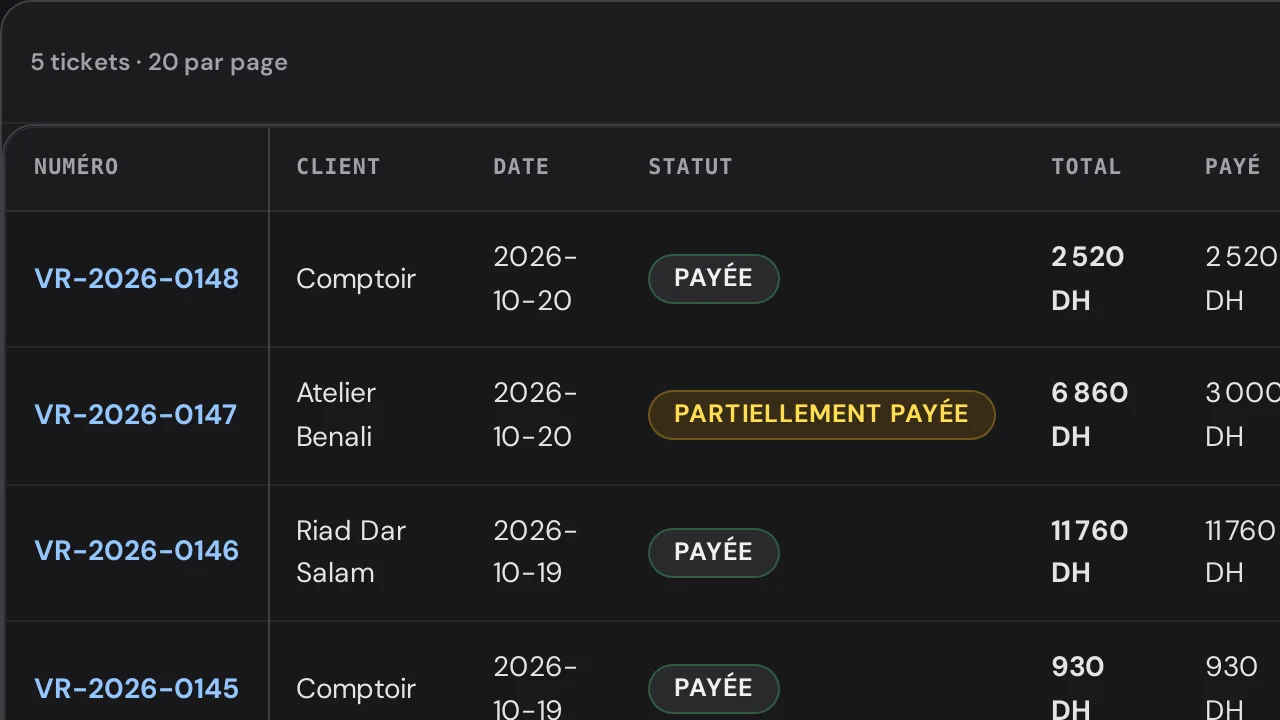 5 tickets · 20 par page
NUMÉRO CLIENT DATE STATUT TOTAL PAYÉ
VR-2026-0148 Comptoir 2026-10-20 PAYÉE 2 520 DH 2 520 DH
VR-2026-0147 Atelier Benali 2026-10-20 PARTIELLEMENT PAYÉE 6 860 DH 3 000 DH
VR-2026-0146 Riad Dar Salam 2026-10-19 PAYÉE 11 760 DH 11 760 DH
VR-2026-0145 Comptoir 2026-10-19 PAYÉE 930 DH 930 DH